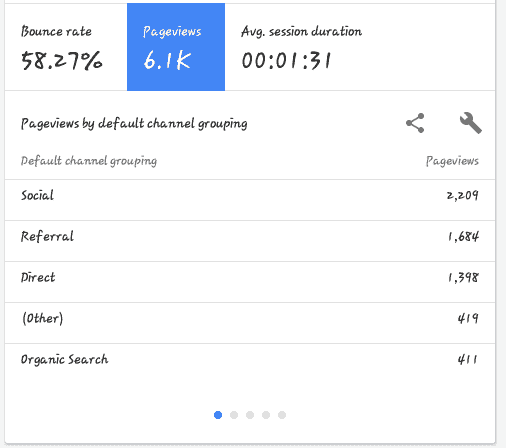 Bounce rate Pageviews Avg. session duration
58.27% 6.1K 00:01:31
Pageviews by default channel grouping
Default channel grouping Pageviews
Social 2,209
Referral 1,684
Direct 1,398
(Other) 419
Organic Search 411